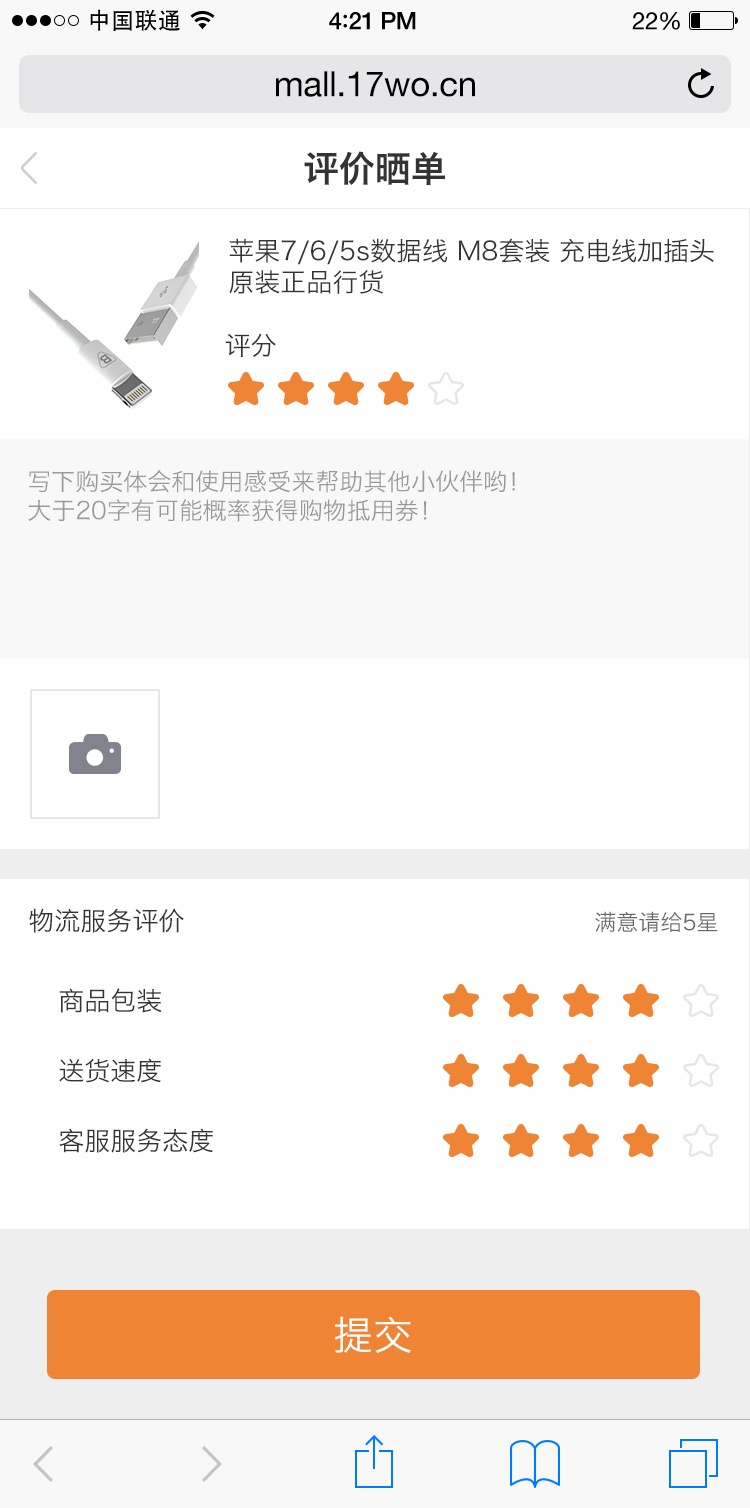 中国联通 4:21 PM 22%
mall.17wo.cn
评价晒单
苹果7/6/5s数据线 M8套装 充电线加插头
原装正品行货
评分
写下购买体会和使用感受来帮助其他小伙伴哟！
大于20字有可能概率获得购物抵用券！
物流服务评价 满意请给5星
商品包装
送货速度
客服服务态度
提交